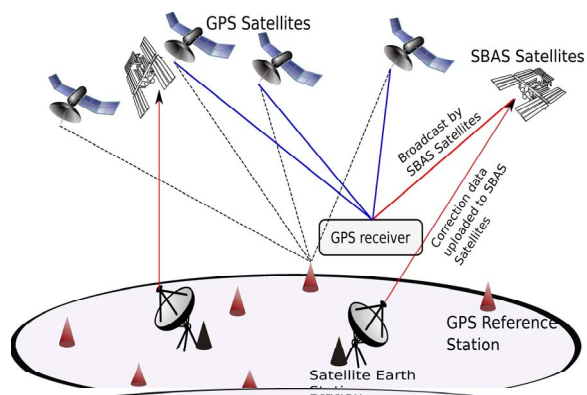 GPS Satellites
SBAS Satellites
Broadcast by
SBAS Satellites
Correction data
uploaded to SBAS
Satellites
GPS receiver
GPS Reference
Station
Satellite Earth